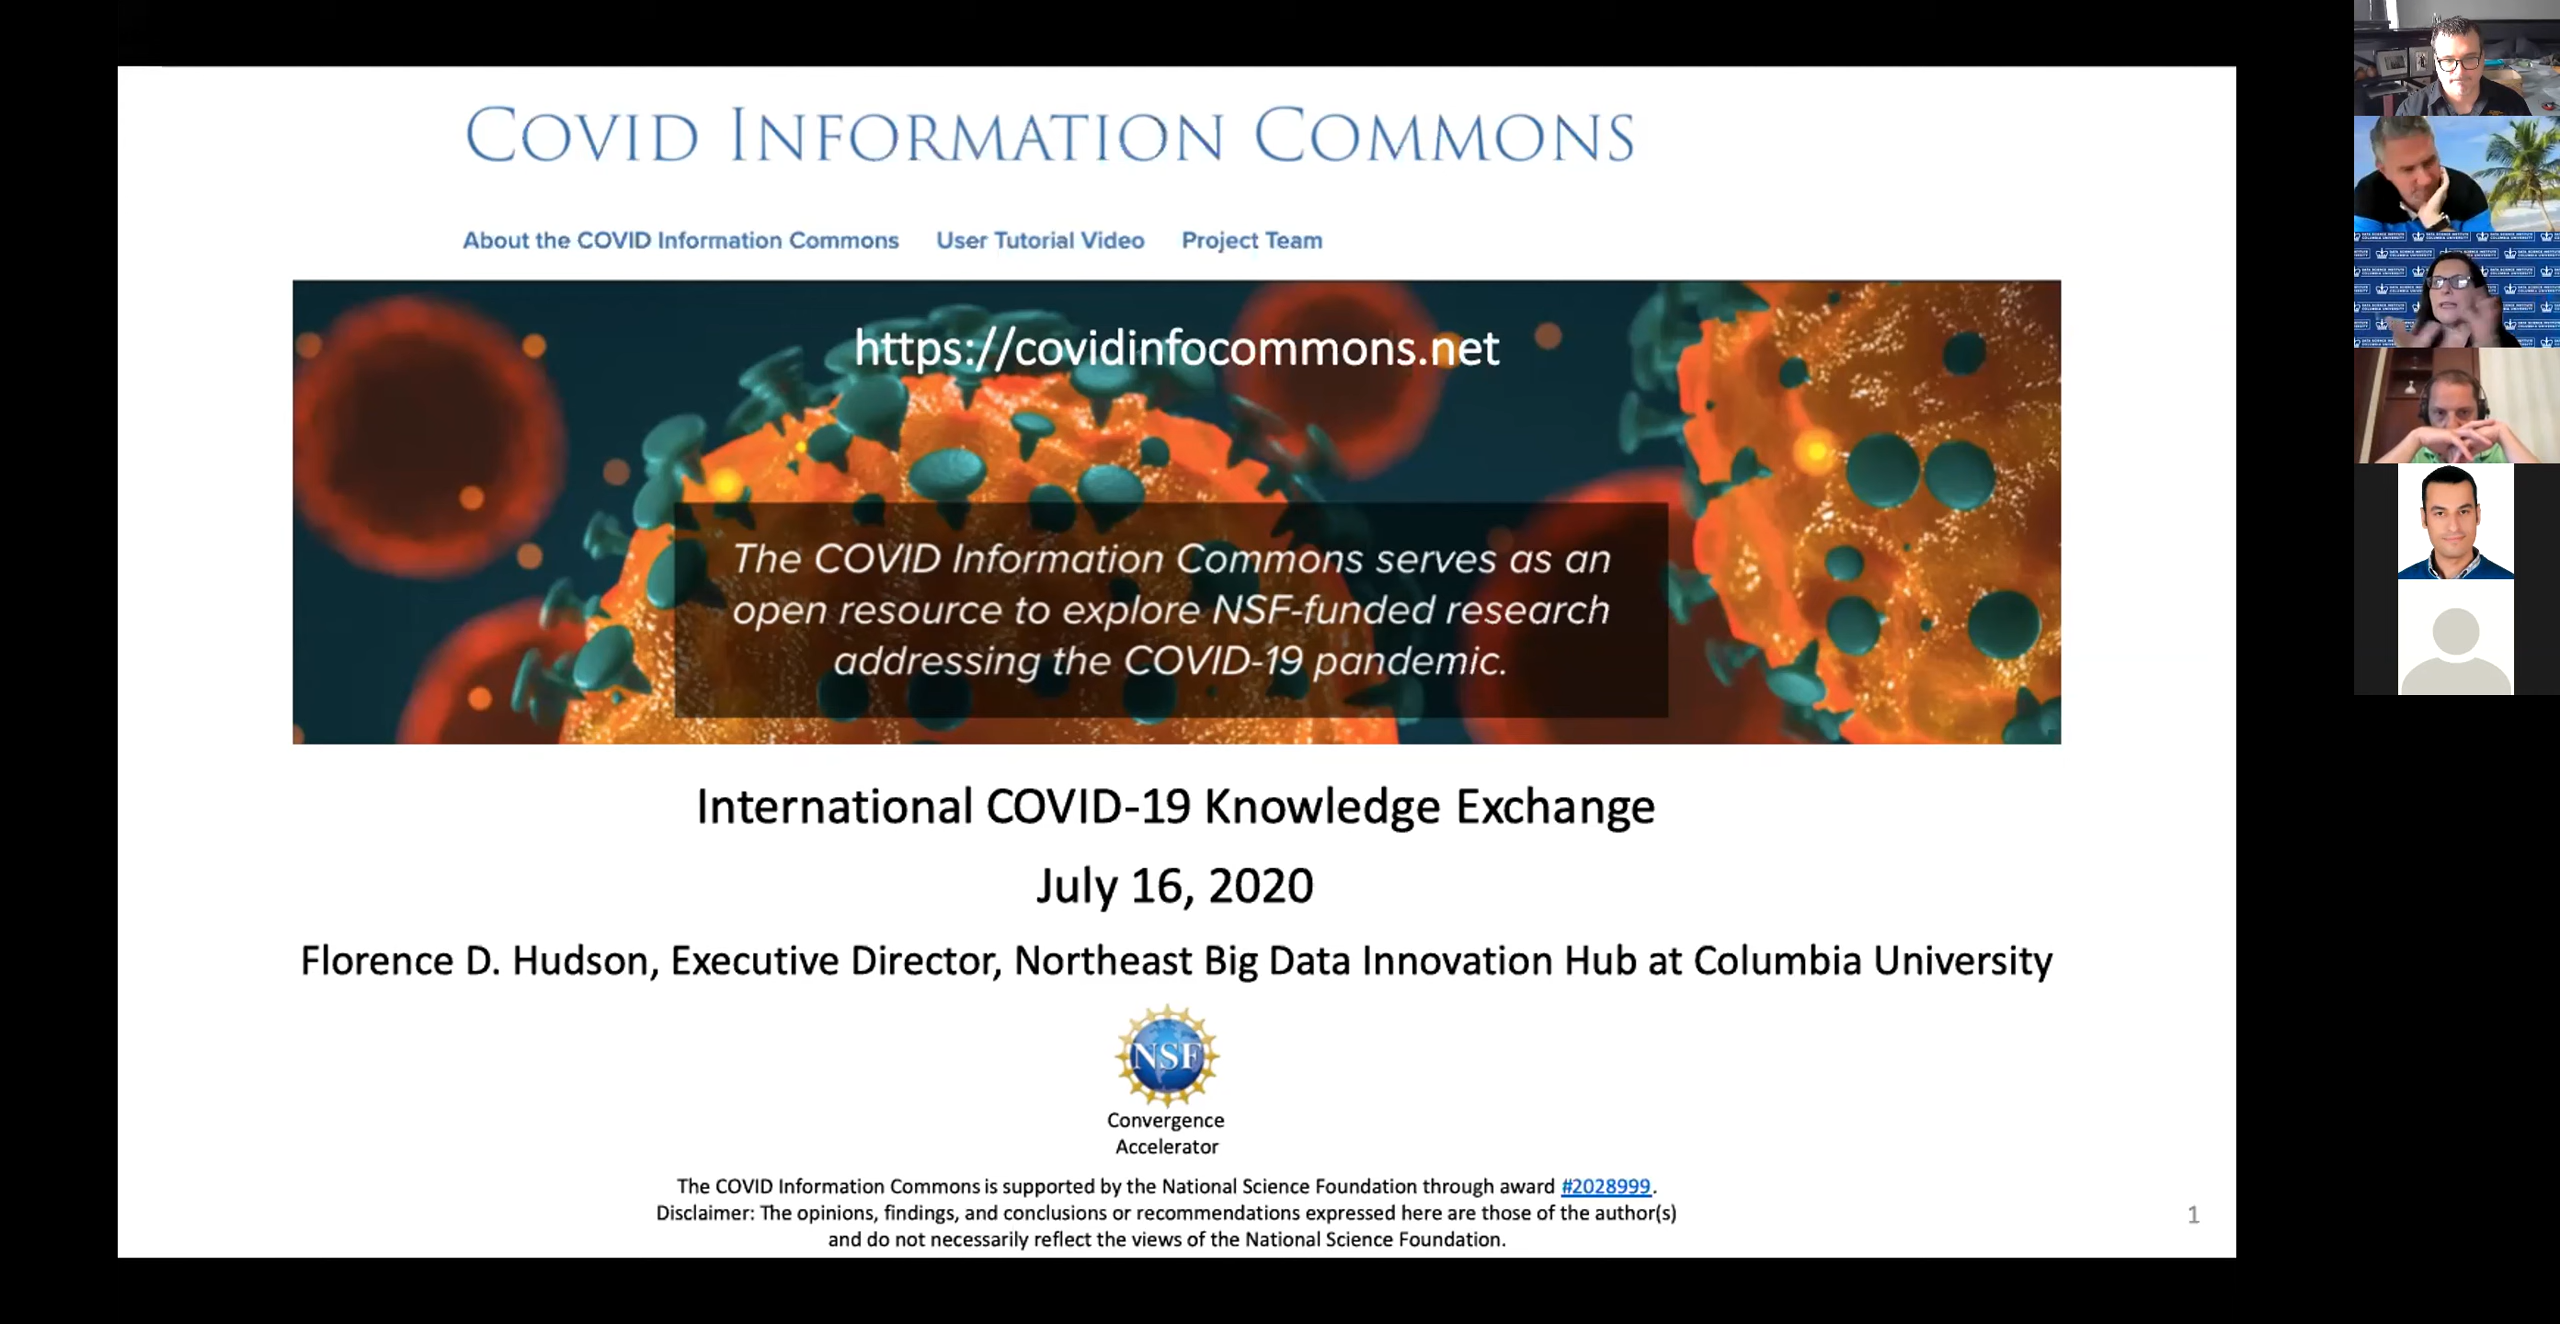 COVID INFORMATION COMMONS
About the COVID Information Commons User Tutorial Video Project Team
https://covidinfocommons.net
The COVID Information Commons serves as an
open resource to explore NSF-funded research
addressing the COVID-19 pandemic.
International COVID-19 Knowledge Exchange
July 16, 2020
Florence D. Hudson, Executive Director, Northeast Big Data Innovation Hub at Columbia University
NSF
Convergence
Accelerator
The COVID Information Commons is supported by the National Science Foundation through award #2028999.
Disclaimer: The opinions, findings, and conclusions or recommendations expressed here are those of the author(s)
and do not necessarily reflect the views of the National Science Foundation.
1